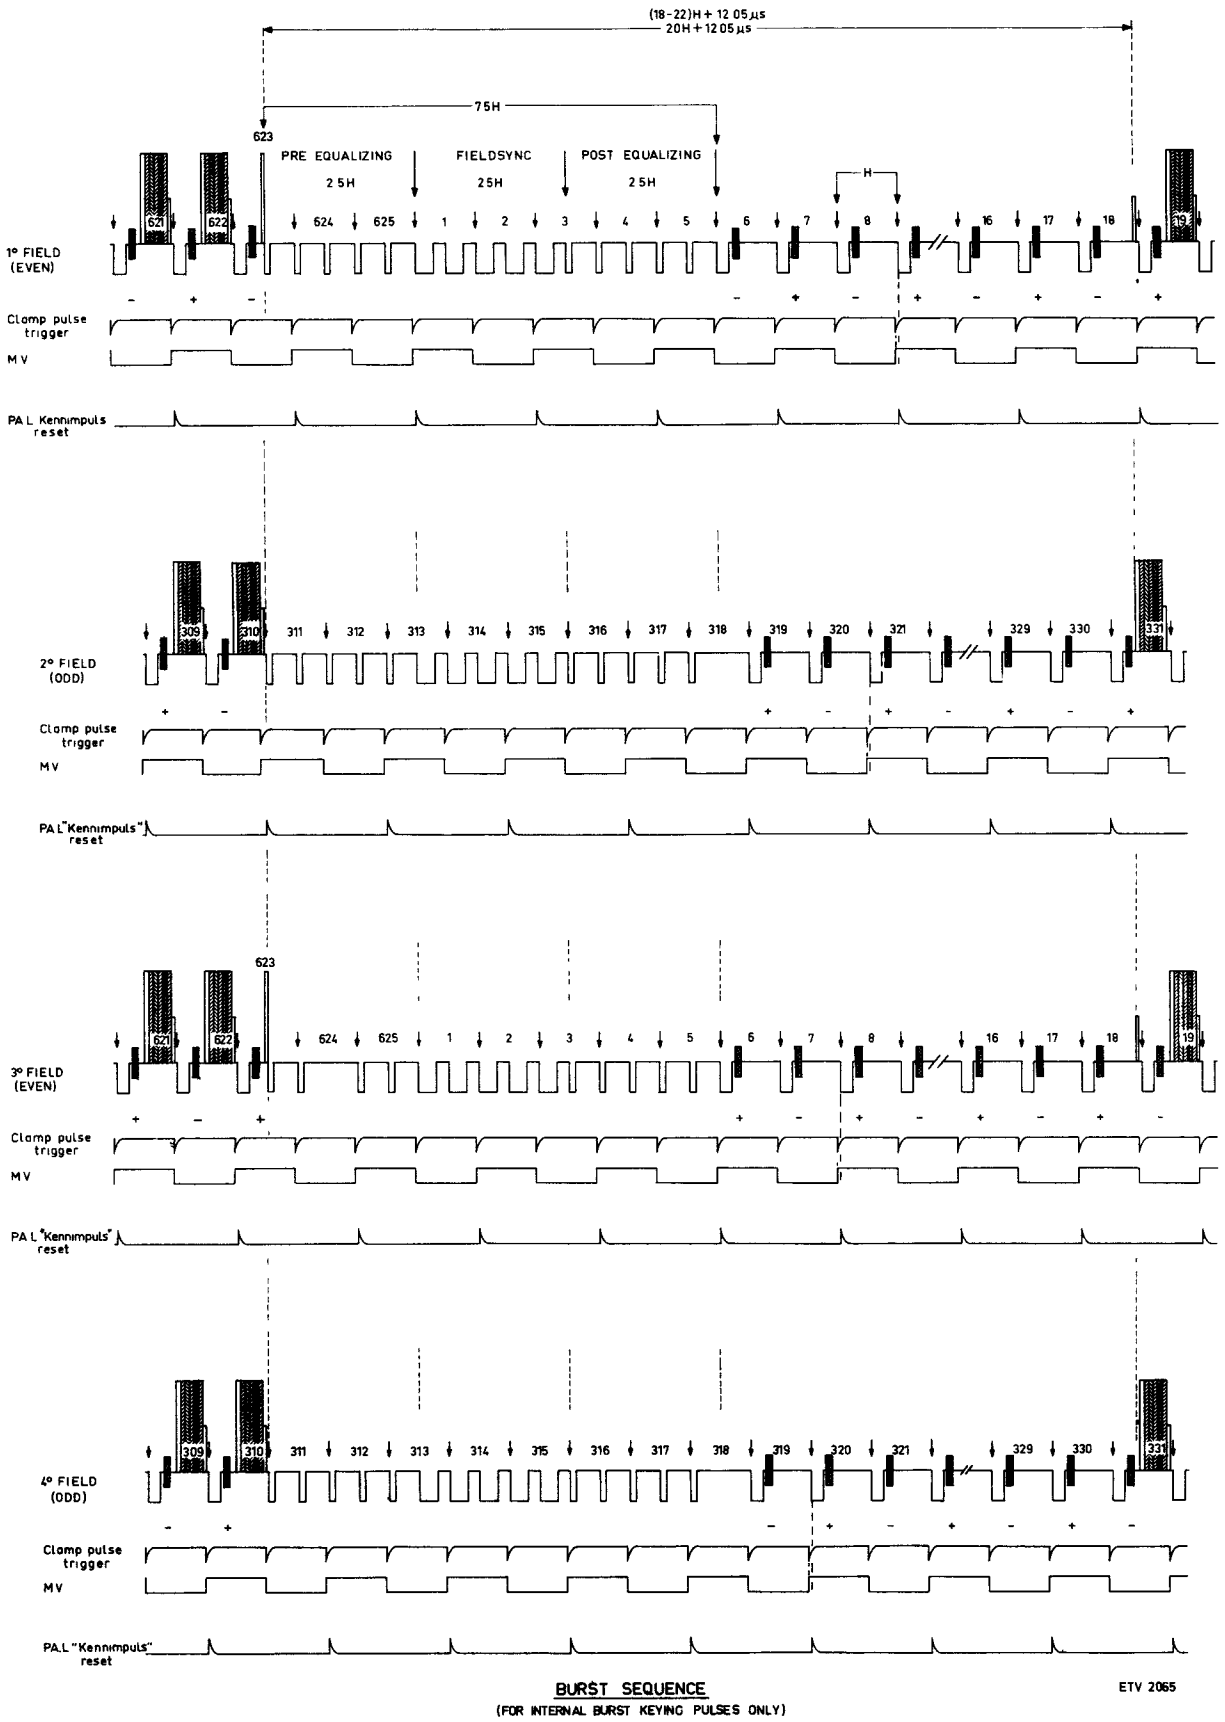 (18-22)H + 12 05 µs
20H + 12 05 µs
75H
623
PRE EQUALIZING FIELDSYNC POST EQUALIZING
2 5H 25H 2 5H
H
621 622 624 625 1 2 3 4 5 6 7 8 16 17 18 19
1º FIELD
(EVEN)
- + - - + - + - + - +
Clamp pulse
trigger
MV
PAL Kennimpuls
reset
309 310 311 312 313 314 315 316 317 318 319 320 321 329 330 331
2º FIELD
(ODD)
+ - + - + - + - +
Clamp pulse
trigger
MV
PAL "Kennimpuls"
reset
623
621 622 624 625 1 2 3 4 5 6 7 8 16 17 18 19
3º FIELD
(EVEN)
+ - + + - + - + - + -
Clamp pulse
trigger
MV
PAL "Kennimpuls"
reset
309 310 311 312 313 314 315 316 317 318 319 320 321 329 330 331
4º FIELD
(ODD)
- + - + - + - + -
Clamp pulse
trigger
MV
PAL "Kennimpuls"
reset
BURST SEQUENCE
(FOR INTERNAL BURST KEYING PULSES ONLY)
ETV 2065